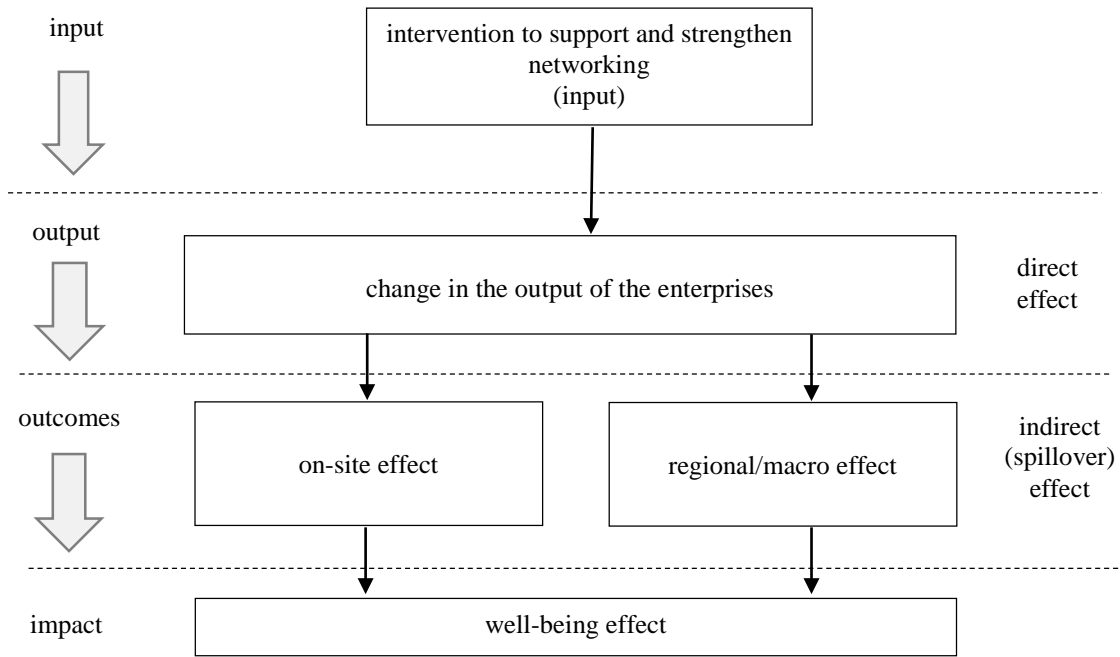 input
intervention to support and strengthen
networking
(input)
output
change in the output of the enterprises
direct
effect
outcomes
on-site effect
regional/macro effect
indirect
(spillover)
effect
impact
well-being effect